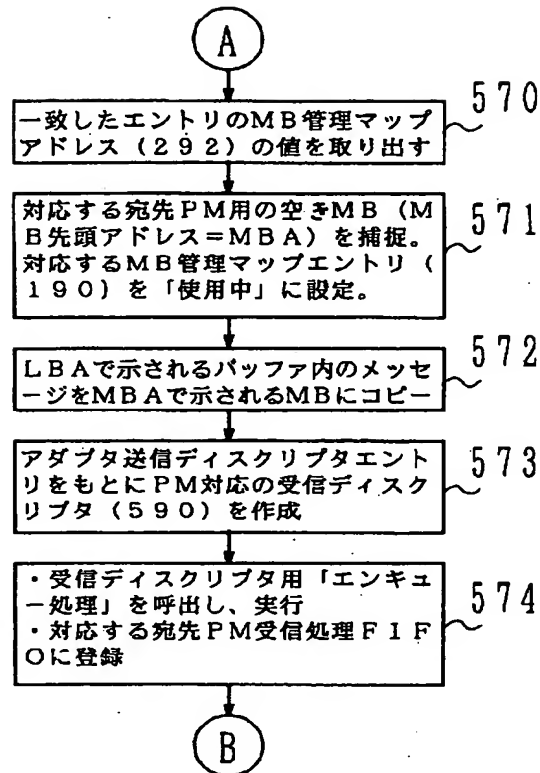 A
570
一致したエントリのMB管理マップ
アドレス(292)の値を取り出す
571
対応する宛先PM用の空きMB(M
B先頭アドレス=MBA)を捕捉。
対応するMB管理マップエントリ(
190)を「使用中」に設定。
572
LBAで示されるバッファ内のメッセ
ージをMBAで示されるMBにコピー
573
アダプタ送信ディスクリプタエント
リをもとにPM対応の受信ディスク
リプタ(590)を作成
574
・受信ディスクリプタ用「エンキュ
ー処理」を呼出し、実行
・対応する宛先PM受信処理FIF
Oに登録
B